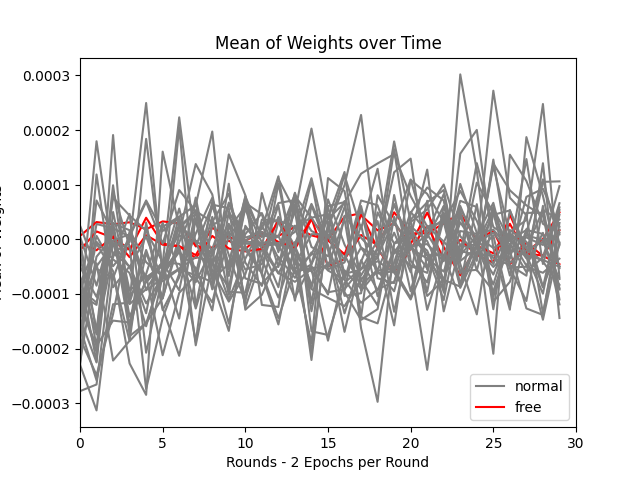 Mean of Weights over Time
0.0003
0.0002
0.0001
0.0000
−0.0001
−0.0002
−0.0003
0 5 10 15 20 25 30
Rounds - 2 Epochs per Round
normal
free